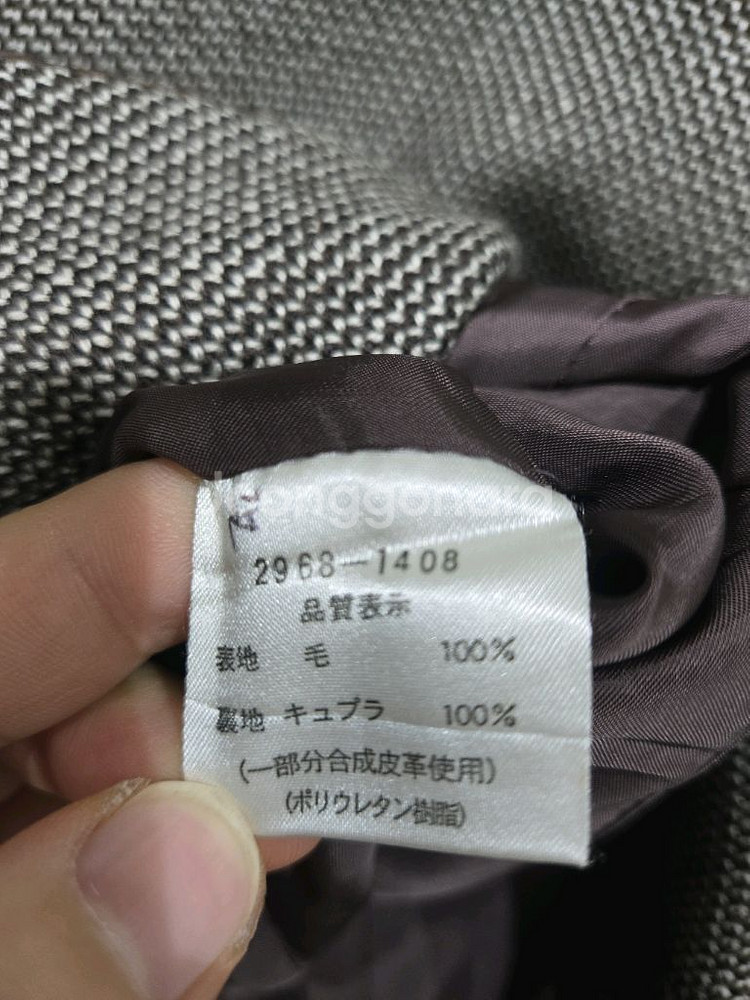 2968-1408
品質表示
表地 毛 100%
裏地 キュプラ 100%
(一部分合成皮革使用)
(ポリウレタン樹脂)